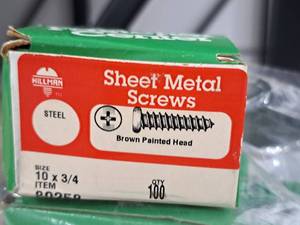 HILLMAN
Sheet Metal
Screws
STEEL
Brown Painted Head
SIZE
10 x 3/4
ITEM
QTY
100